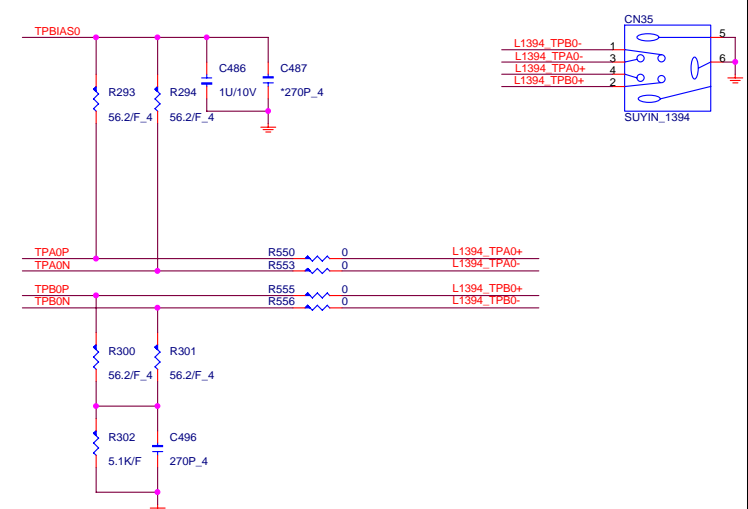 CN35
TPBIAS0
5
L1394_TPB0-
1
L1394_TPA0-
3
6
L1394_TPA0+
4
L1394_TPB0+
2
C486
C487
R293
R294
1U/10V
*270P_4
56.2/F_4
56.2/F_4
SUYIN_1394
TPA0P
R550
0
L1394_TPA0+
TPA0N
R553
0
L1394_TPA0-
TPB0P
R555
0
L1394_TPB0+
TPB0N
R556
0
L1394_TPB0-
R300
R301
56.2/F_4
56.2/F_4
R302
C496
5.1K/F
270P_4